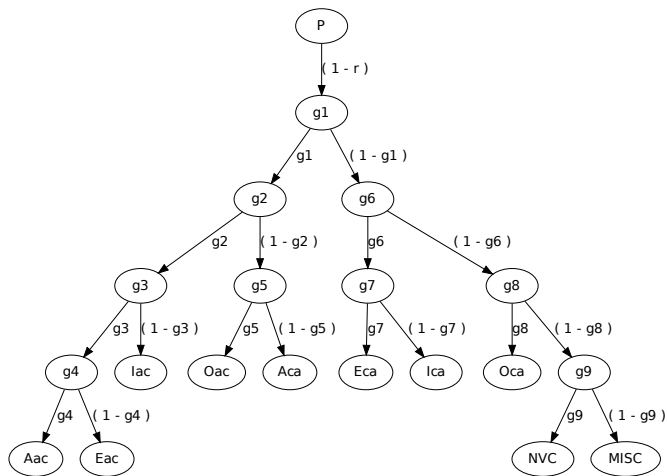 P
( 1 - r )
g1
g1
( 1 - g1 )
g2
g6
g2
( 1 - g2 )
g6
( 1 - g6 )
g3
g5
g7
g8
g3
( 1 - g3 )
g5
( 1 - g5 )
g7
( 1 - g7 )
g8
( 1 - g8 )
g4
Iac
Oac
Aca
Eca
Ica
Oca
g9
g4
( 1 - g4 )
g9
( 1 - g9 )
Aac
Eac
NVC
MISC